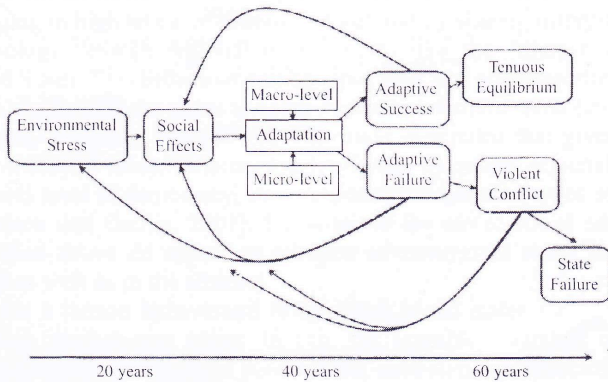 Environmental
Stress
Social
Effects
Macro-level
Adaptation
Micro-level
Adaptive
Success
Adaptive
Failure
Tenuous
Equilibrium
Violent
Conflict
State
Failure
20 years
40 years
60 years